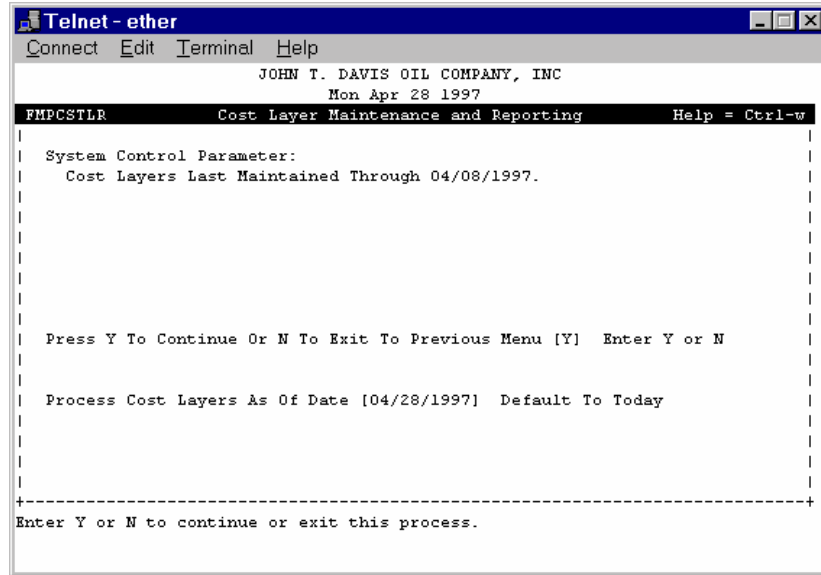 Telnet - ether
Connect Edit Terminal Help
JOHN T. DAVIS OIL COMPANY, INC
Mon Apr 28 1997
FMPCSTLR Cost Layer Maintenance and Reporting Help = Ctrl-w
System Control Parameter:
Cost Layers Last Maintained Through 04/08/1997.
Press Y To Continue Or N To Exit To Previous Menu [Y] Enter Y or N
Process Cost Layers As Of Date [04/28/1997] Default To Today
Enter Y or N to continue or exit this process.